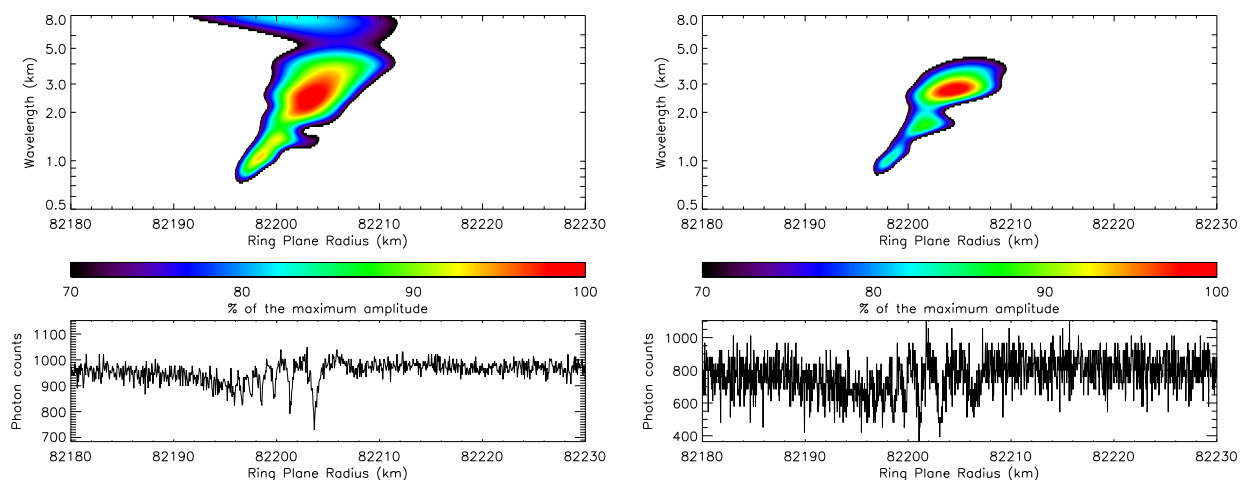 8.0
5.0
3.0
2.0
1.0
0.5
Wavelength (km)
82180 82190 82200 82210 82220 82230
Ring Plane Radius (km)
70 80 90 100
% of the maximum amplitude
1100
1000
900
800
700
Photon counts
82180 82190 82200 82210 82220 82230
Ring Plane Radius (km)
8.0
5.0
3.0
2.0
1.0
0.5
Wavelength (km)
82180 82190 82200 82210 82220 82230
Ring Plane Radius (km)
70 80 90 100
% of the maximum amplitude
1000
800
600
400
Photon counts
82180 82190 82200 82210 82220 82230
Ring Plane Radius (km)